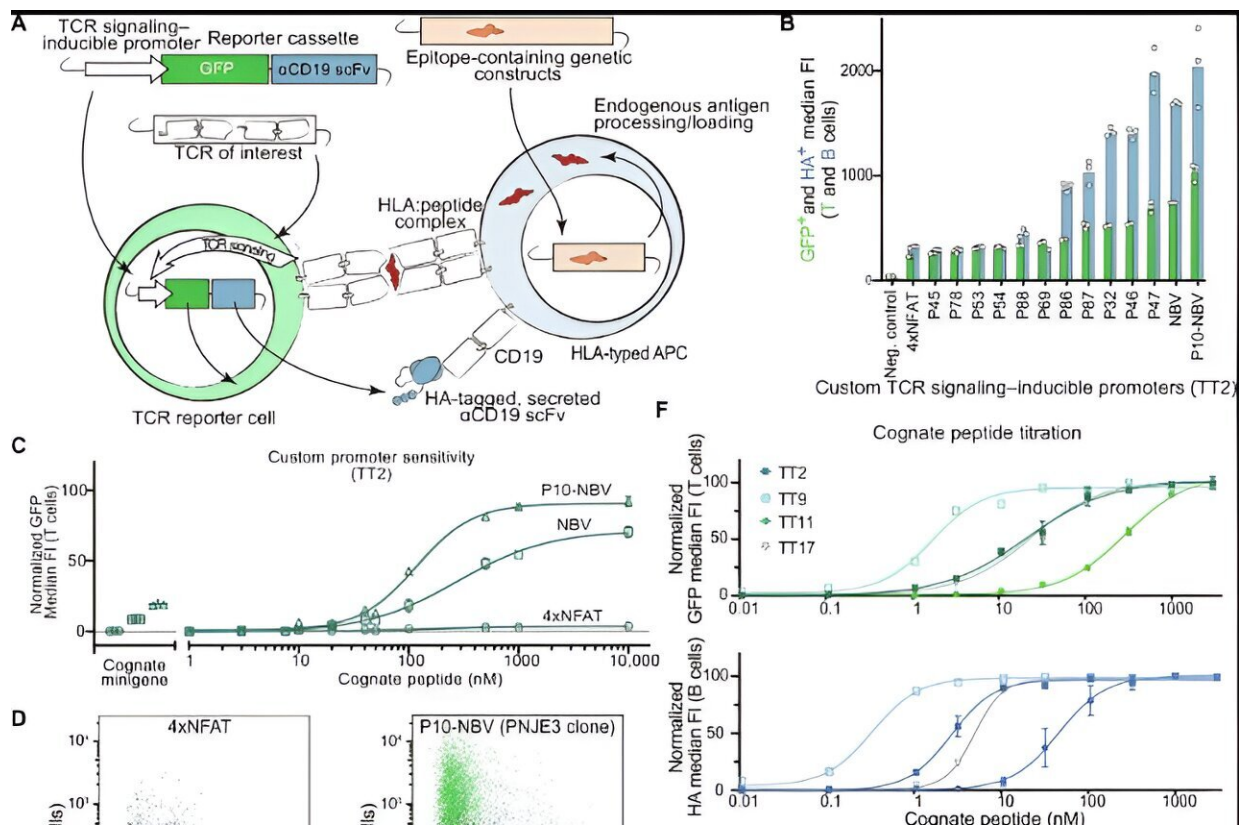 A
TCR signaling–
inducible promoter
Reporter cassette
GFP
αCD19 scFv
Epitope-containing genetic
constructs
TCR of interest
Endogenous antigen
processing/loading
HLA:peptide
complex
TCR signaling
CD19
HLA-typed APC
HA-tagged, secreted
αCD19 scFv
TCR reporter cell
B
GFP+ and HA+ median FI
(T and B cells)
2000
1000
0
Neg. control
4xNFAT
P45
P78
P53
P54
P88
P69
P86
P87
P32
P46
P47
NBV
P10-NBV
Custom TCR signaling–inducible promoters (TT2)
C
Custom promoter sensitivity
(TT2)
Normalized GFP
Median FI (T cells)
100
50
0
P10-NBV
NBV
4xNFAT
Cognate
minigene
1
10
100
1000
10,000
Cognate peptide (nM)
D
4xNFAT
P10-NBV (PNJE3 clone)
10⁴
10³
10⁴
10³
F
Cognate peptide titration
Normalized
GFP median FI (T cells)
100
50
0
TT2
TT9
TT11
TT17
0.01
0.1
1
10
100
1000
Normalized
HA median FI (B cells)
100
50
0
0.01
0.1
1
10
100
1000
Cognate peptide (nM)